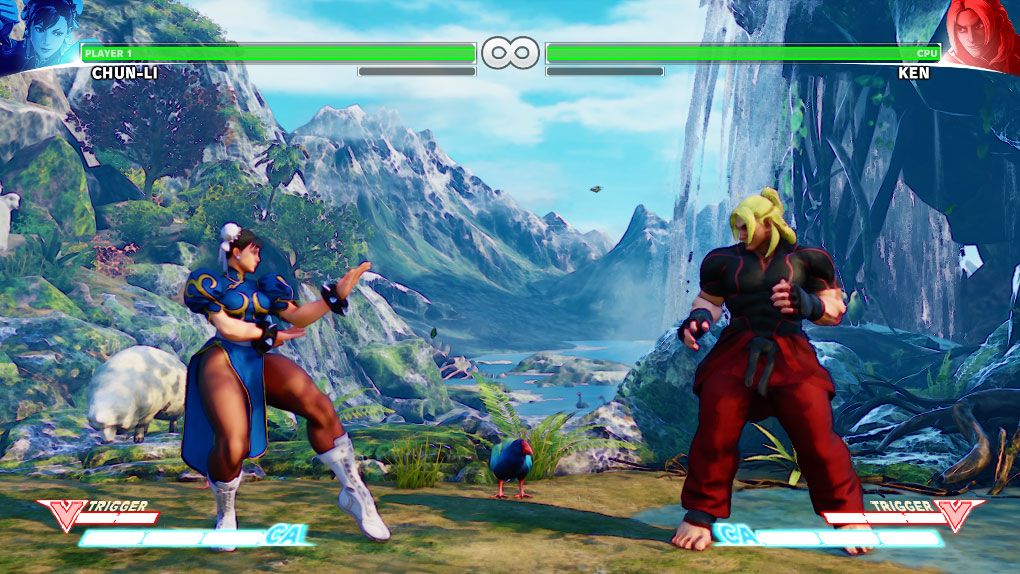 PLAYER 1
CPU
CHUN-LI
KEN
V TRIGGER
TRIGGER V
CA
CA